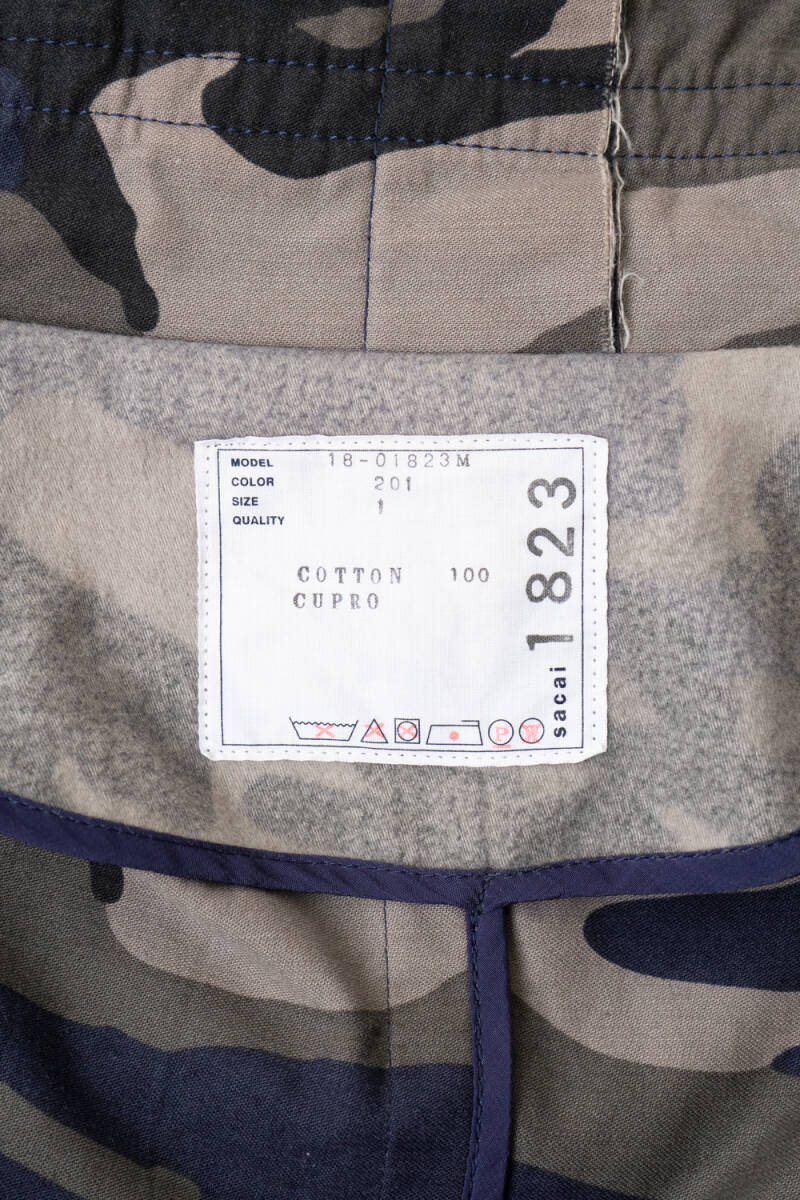 MODEL 18-01823M
COLOR 201
SIZE 1
QUALITY
COTTON 100
CUPRO
P W
sacai 1823